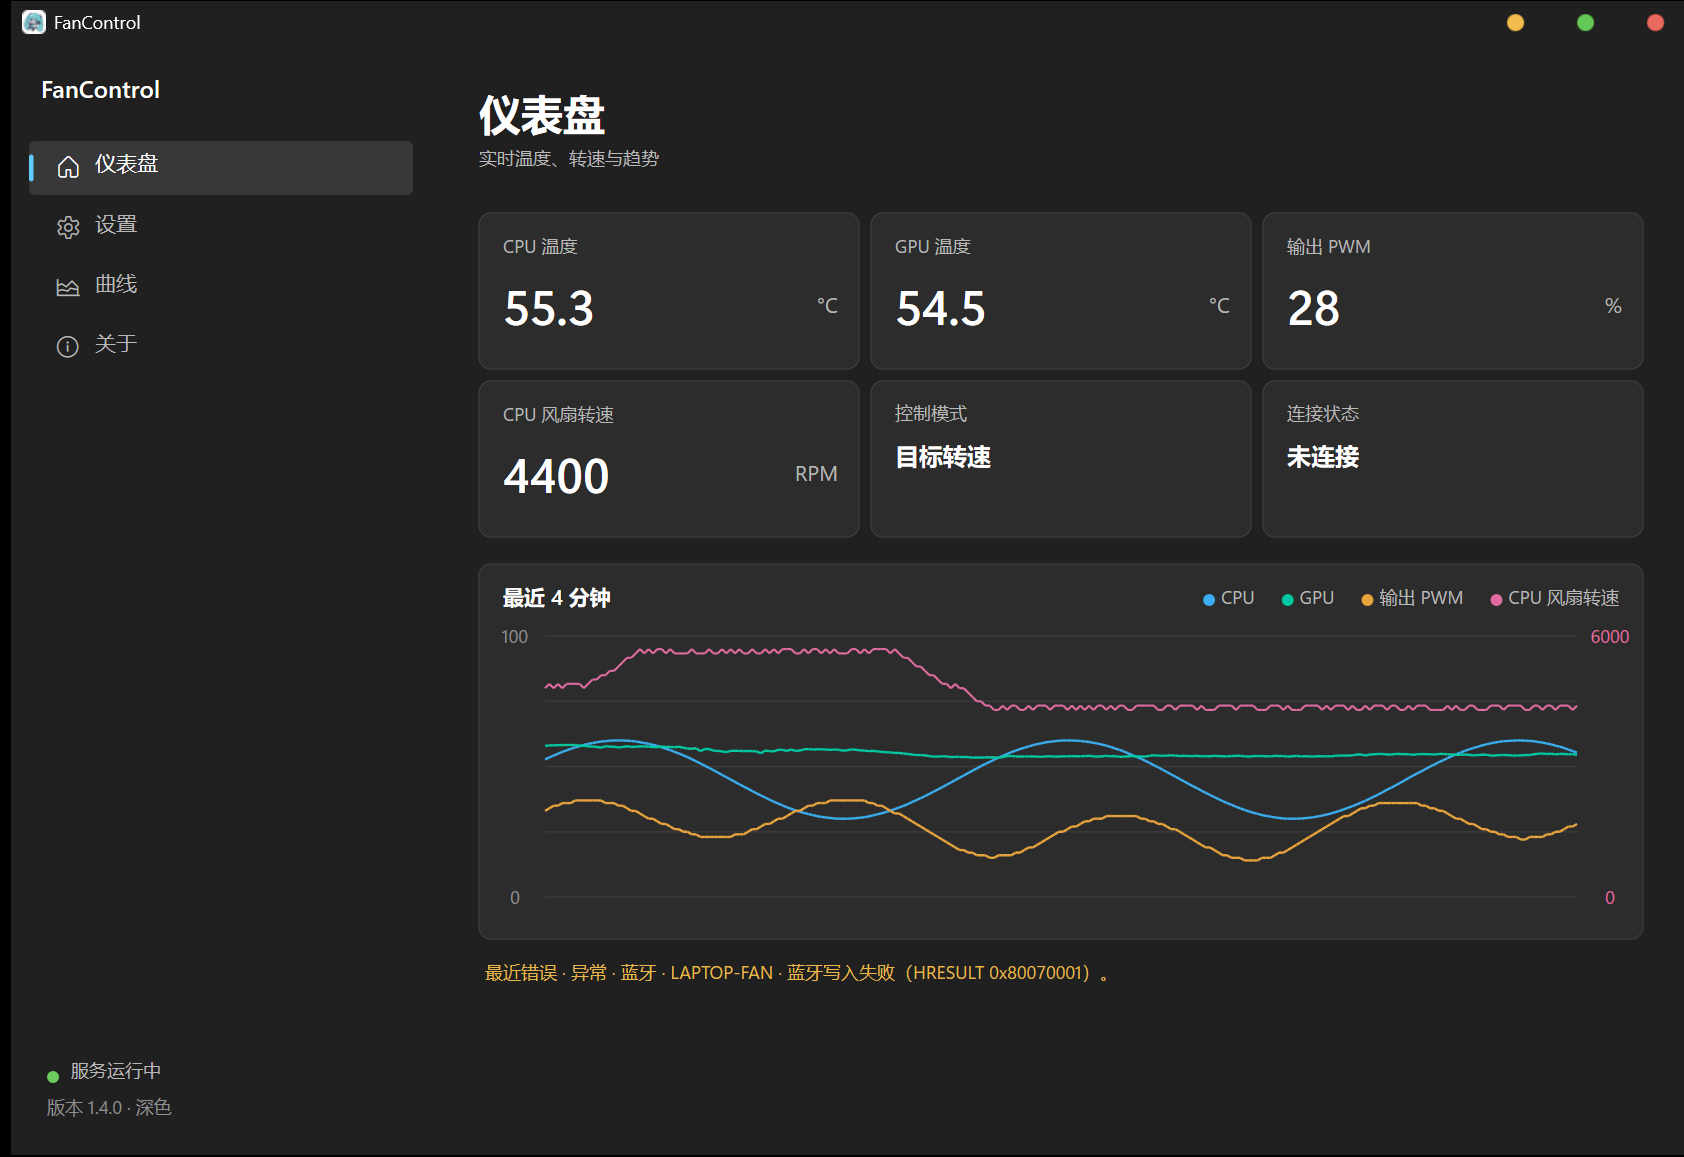 FanControl
FanControl
仪表盘
设置
曲线
关于
仪表盘
实时温度、转速与趋势
CPU 温度
55.3 °C
GPU 温度
54.5 °C
输出 PWM
28 %
CPU 风扇转速
4400 RPM
控制模式
目标转速
连接状态
未连接
最近 4 分钟
CPU GPU 输出 PWM CPU 风扇转速
100 6000
0 0
最近错误 · 异常 · 蓝牙 · LAPTOP-FAN · 蓝牙写入失败（HRESULT 0x80070001）。
服务运行中
版本 1.4.0 · 深色